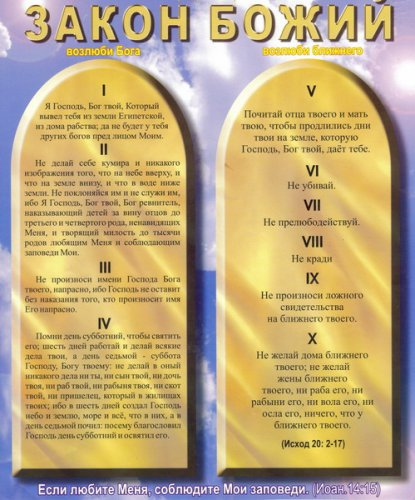 ЗАКОН БОЖИЙ
возлюби Бога
возлюби ближнего
I
Я Господь, Бог твой, Который
вывел тебя из земли Египетской,
из дома рабства; да не будет у тебя
других богов пред лицом Моим.
II
Не делай себе кумира и никакого
изображения того, что на небе вверху, и
что на земле внизу, и что в воде ниже
земли. Не поклоняйся им и не служи им,
ибо Я Господь, Бог твой, Бог ревнитель,
наказывающий детей за вину отцов до
третьего и четвертого рода, ненавидящих
Меня, и творящий милость до тысячи
родов любящим Меня и соблюдающим
заповеди Мои.
III
Не произноси имени Господа Бога
твоего, напрасно, ибо Господь не оставит
без наказания того, кто произносит имя
Его напрасно.
IV
Помни день субботний, чтобы святить
его; шесть дней работай и делай всякие
дела твои, а день седьмой - суббота
Господу, Богу твоему: не делай в оный
никакого дела ни ты, ни сын твой, ни дочь
твоя, ни раб твой, ни рабыня твоя, ни скот
твой, ни пришелец, который в жилищах
твоих; ибо в шесть дней создал Господь
небо и землю, море и всё, что в них, а в
день седьмой почил: посему благословил
Господь день субботний и освятил его.
V
Почитай отца твоего и мать
твою, чтобы продлились дни
твои на земле, которую
Господь, Бог твой, даёт тебе.
VI
Не убивай.
VII
Не прелюбодействуй.
VIII
Не кради
IX
Не произноси ложного
свидетельства
на ближнего твоего.
X
Не желай дома ближнего
твоего; не желай
жены ближнего
твоего, ни раба его, ни
рабыни его, ни вола его, ни
осла его, ничего, что у
ближнего твоего.
(Исход 20: 2-17)
Если любите Меня, соблюдите Мои заповеди. (Иоан 14:15)